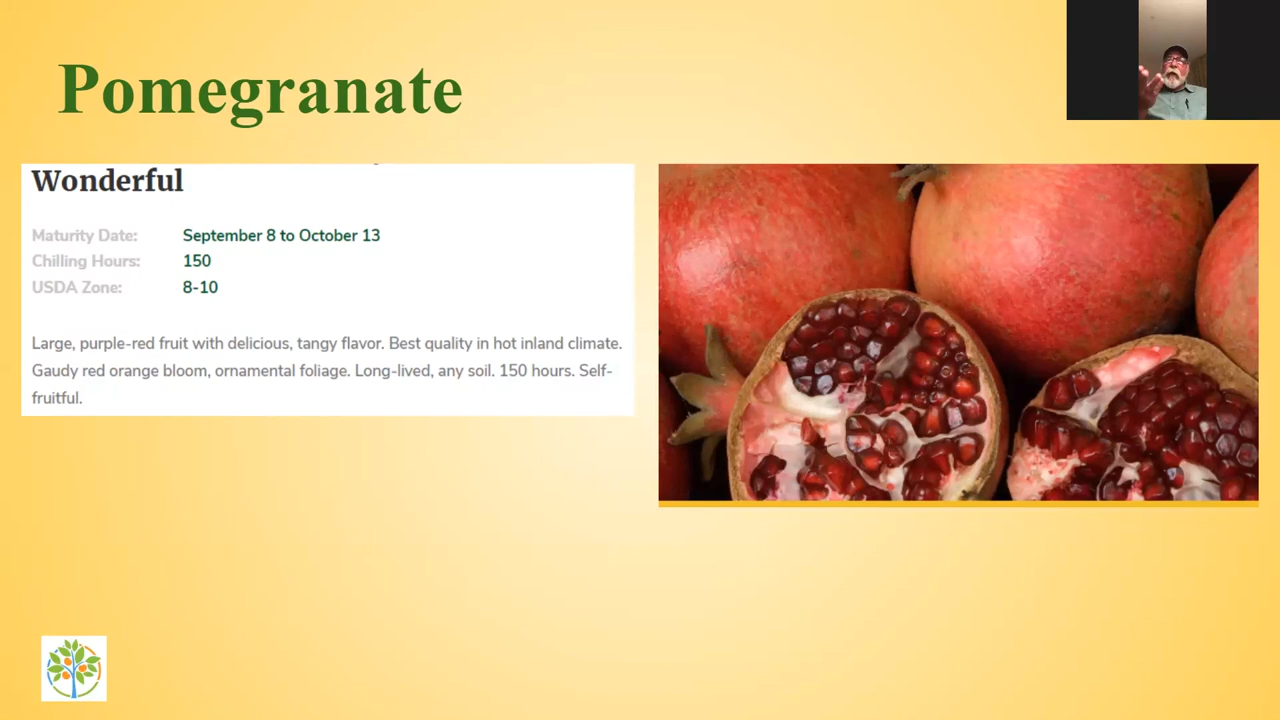 Pomegranate
Wonderful
Maturity Date: September 8 to October 13
Chilling Hours: 150
USDA Zone: 8-10
Large, purple-red fruit with delicious, tangy flavor. Best quality in hot inland climate.
Gaudy red orange bloom, ornamental foliage. Long-lived, any soil. 150 hours. Self-
fruitful.